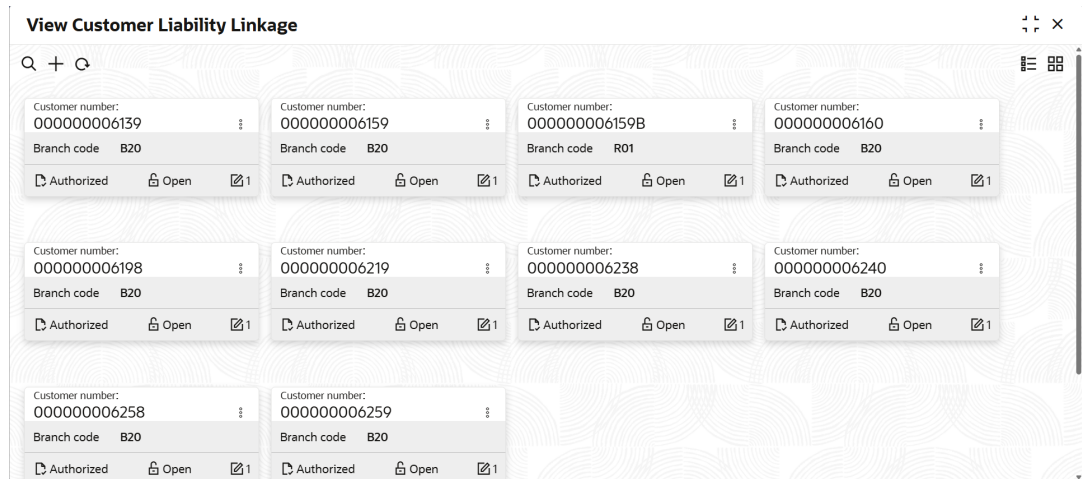 View Customer Liability Linkage
Customer number: Customer number: Customer number: Customer number:
000000006139 000000006159 000000006159B 000000006160
Branch code B20 Branch code B20 Branch code R01 Branch code B20
Authorized Open 1 Authorized Open 1 Authorized Open 1 Authorized Open 1
Customer number: Customer number: Customer number: Customer number:
000000006198 000000006219 000000006238 000000006240
Branch code B20 Branch code B20 Branch code B20 Branch code B20
Authorized Open 1 Authorized Open 1 Authorized Open 1 Authorized Open 1
Customer number: Customer number:
000000006258 000000006259
Branch code B20 Branch code B20
Authorized Open 1 Authorized Open 1